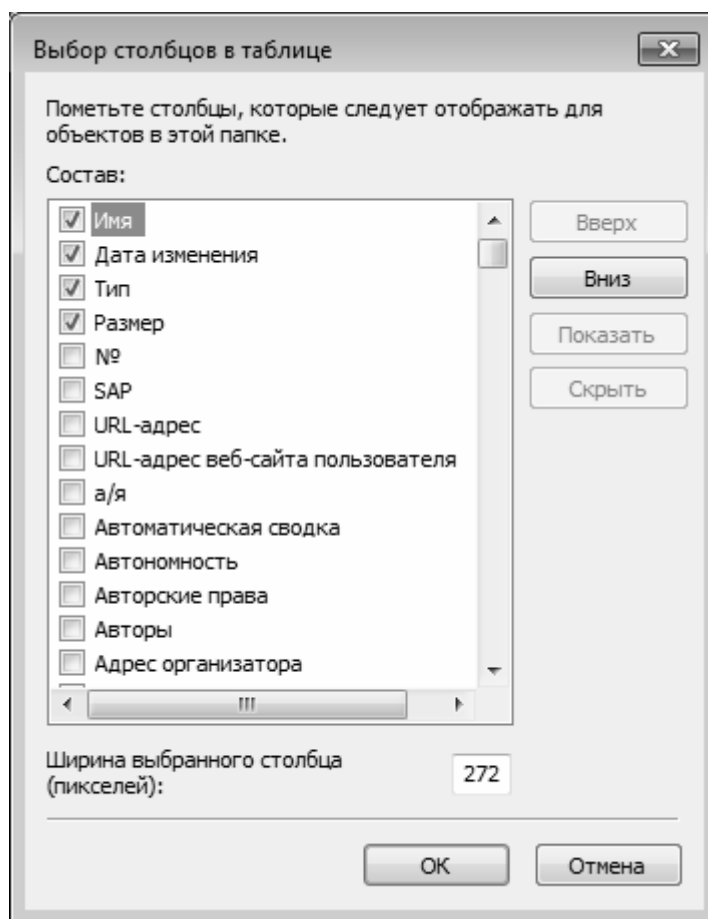 Выбор столбцов в таблице
Пометьте столбцы, которые следует отображать для
объектов в этой папке.
Состав:
Имя
Дата изменения
Тип
Размер
№
SAP
URL-адрес
URL-адрес веб-сайта пользователя
а/я
Автоматическая сводка
Автономность
Авторские права
Авторы
Адрес организатора
Вверх
Вниз
Показать
Скрыть
Ширина выбранного столбца
(пикселей):
272
ОК
Отмена